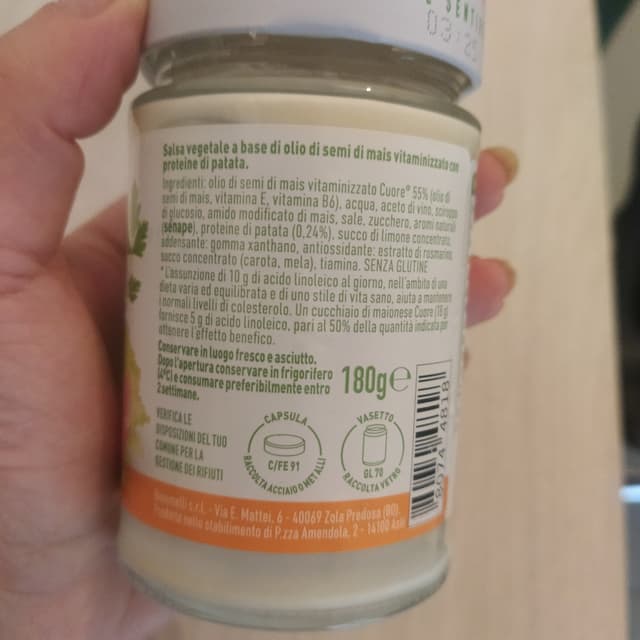 SENTI
03-25
Salsa vegetale a base di olio di semi di mais vitaminizzato con
proteine di patata.
Ingredienti: olio di semi di mais vitaminizzato Cuore® 55% (olio di
semi di mais, vitamina E, vitamina B6), acqua, aceto di vino, sciroppo
di glucosio, amido modificato di mais, sale, zucchero, aromi naturali
(senape), proteine di patata (0,24%), succo di limone concentrato,
addensante: gomma xanthano, antiossidante: estratto di rosmarino,
succo concentrato (carota, mela), tiamina. SENZA GLUTINE
* L'assunzione di 10 g di acido linoleico al giorno, nell'ambito di una
dieta varia ed equilibrata e di uno stile di vita sano, aiuta a mantenere
i normali livelli di colesterolo. Un cucchiaio di maionese Cuore
fornisce 5 g di acido linoleico, pari al 50% della quantità indicata per
ottenere l'effetto benefico.
Conservare in luogo fresco e asciutto.
Dopo l'apertura conservare in frigorifero
(4°C) e consumare preferibilmente entro
2 settimane.
180g e
VERIFICA LE
DISPOSIZIONI DEL TUO
COMUNE PER LA
GESTIONE DEI RIFIUTI
CAPSULA
C/FE 91
RACCOLTA ACCIAIO O METALLI
VASETTO
GL 70
RACCOLTA VETRO
s.r.l. - Via E. Mattei, 6 - 40069 Zola Predosa (BO).
Prodotto nello stabilimento di P.zza Amendola, 2 - 14100 Asti
4818